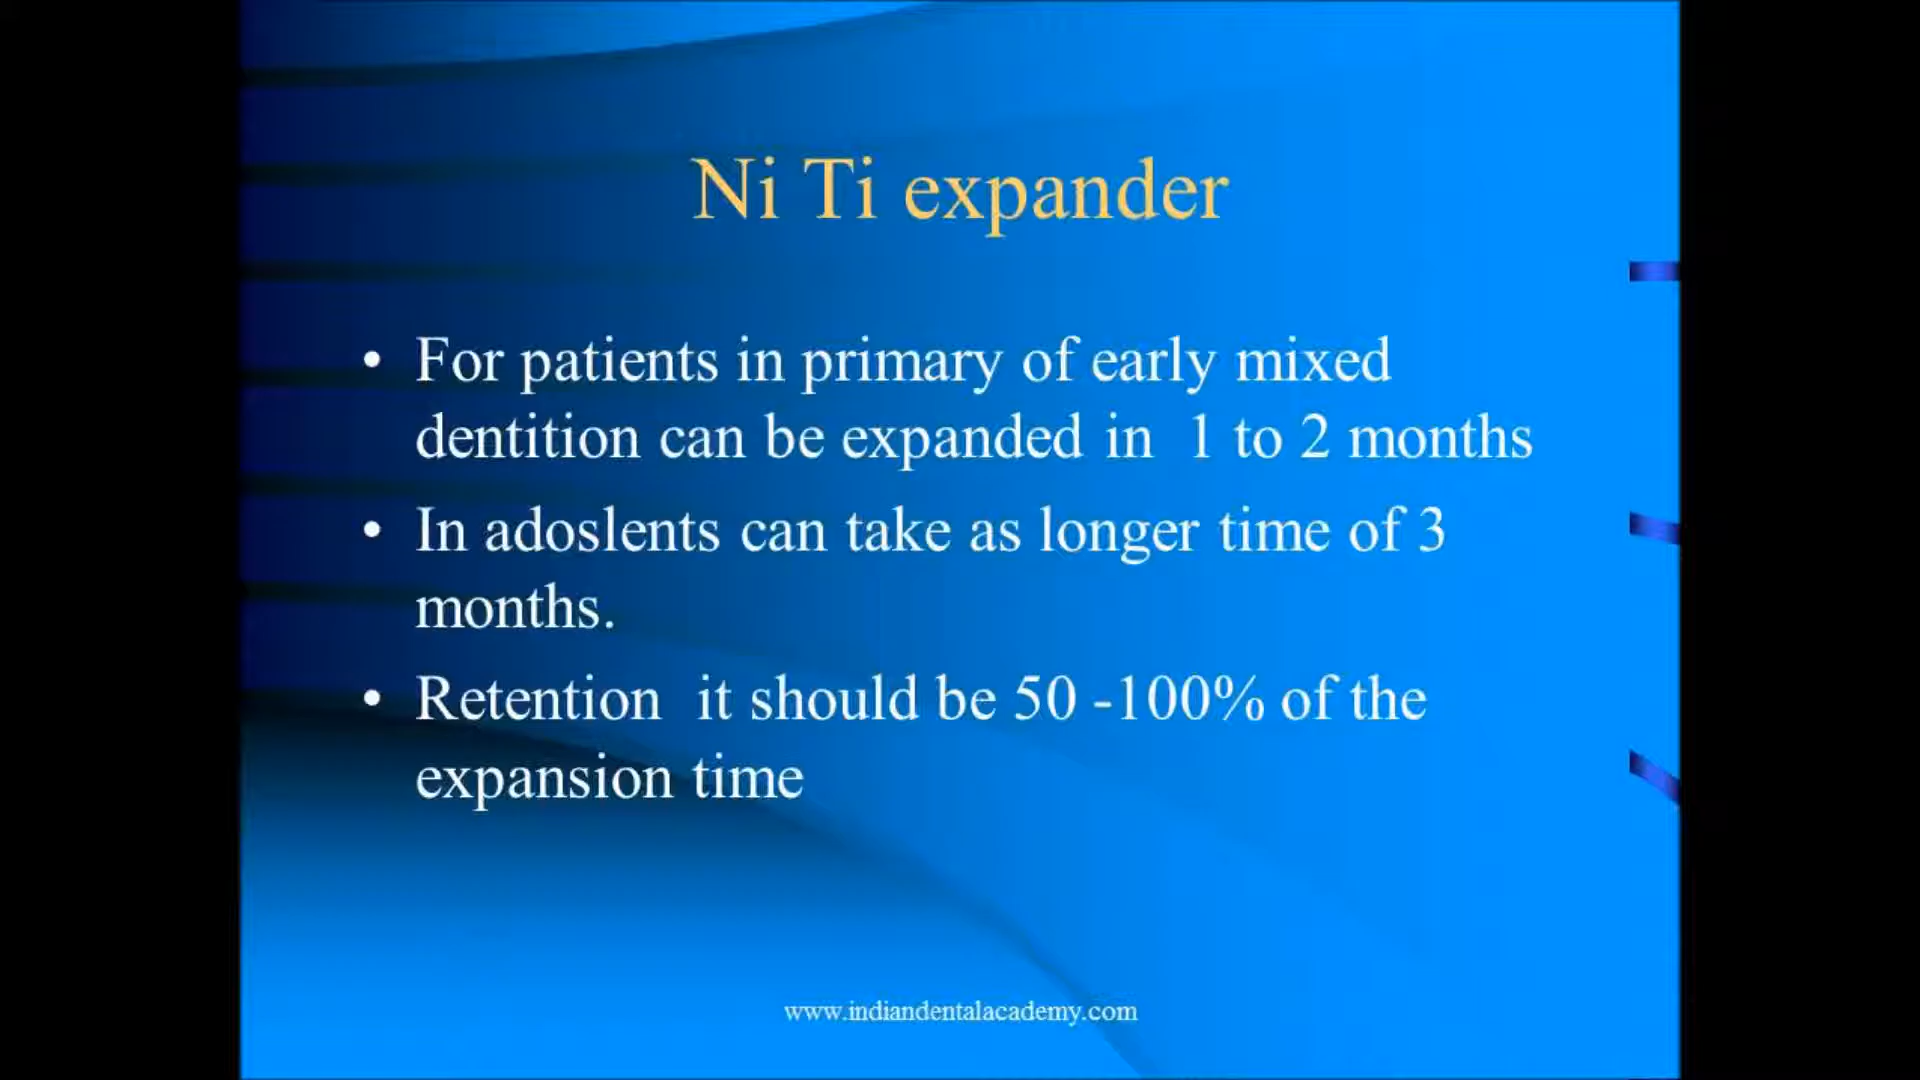 Ni Ti expander
• For patients in primary of early mixed
dentition can be expanded in 1 to 2 months
• In adoslents can take as longer time of 3
months.
• Retention it should be 50 -100% of the
expansion time
www.indiandentalacademy.com